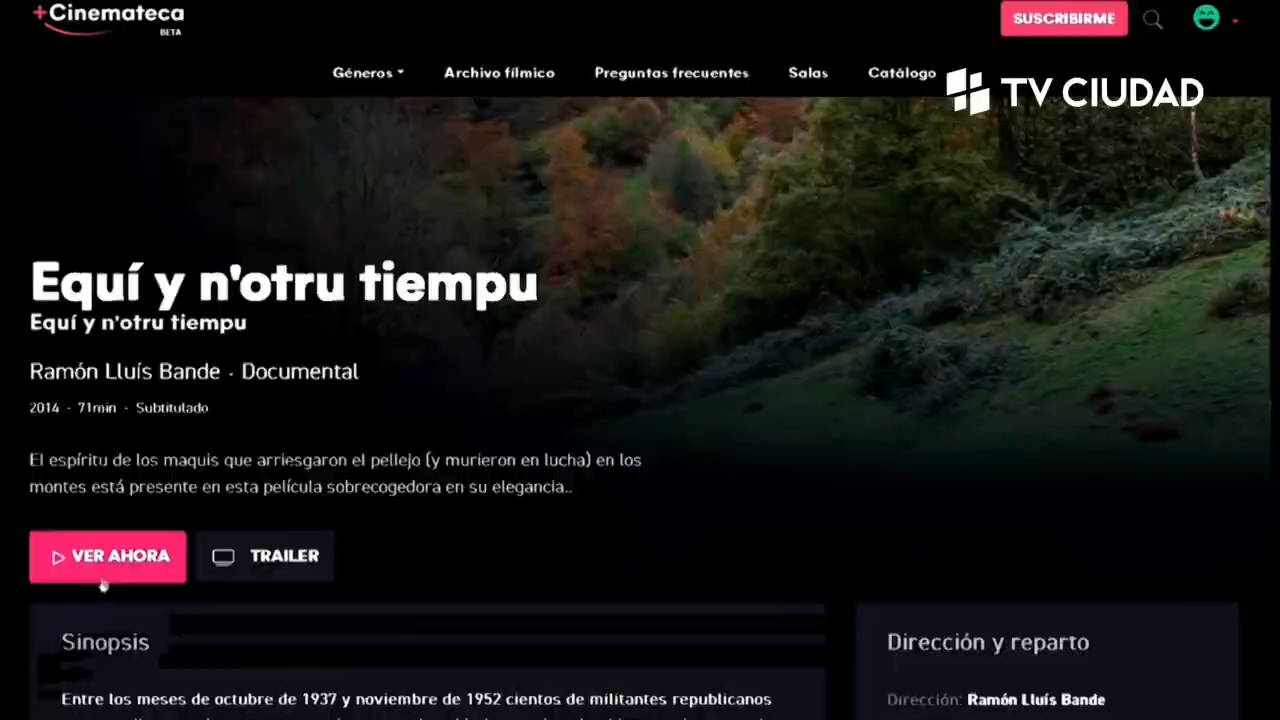 +Cinemateca
BETA
SUSCRIBIRME
Géneros
Archivo fílmico
Preguntas frecuentes
Salas
Catálogo
TV CIUDAD
Equí y n'otru tiempu
Equí y n'otru tiempu
Ramón Lluís Bande · Documental
2014 · 71min · Subtitulado
El espíritu de los maquis que arriesgaron el pellejo (y murieron en lucha) en los
montes está presente en esta película sobrecogedora en su elegancia..
VER AHORA
TRAILER
Sinopsis
Entre los meses de octubre de 1937 y noviembre de 1952 cientos de militantes republicanos
Dirección y reparto
Dirección: Ramón Lluís Bande